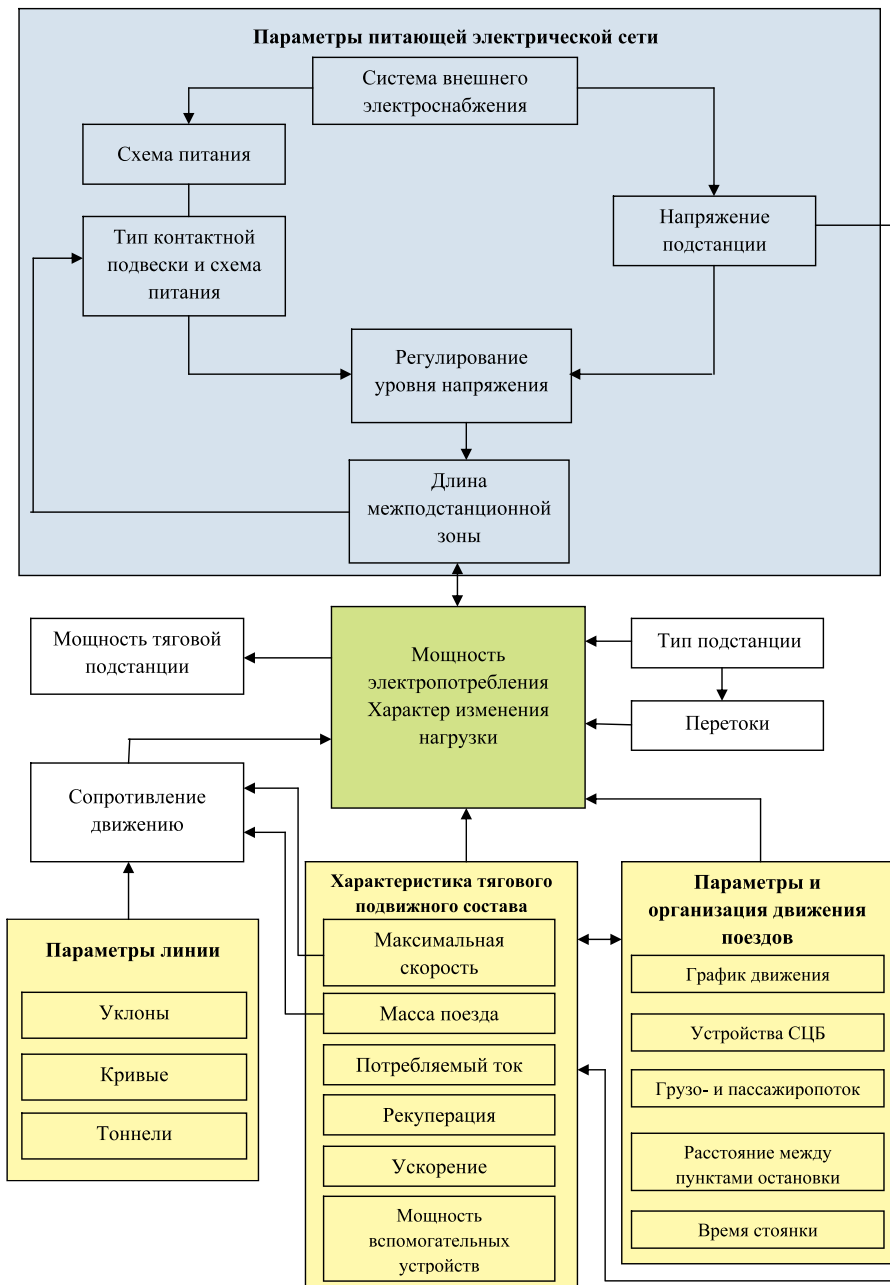 Параметры питающей электрической сети
Система внешнего
электроснабжения
Схема питания
Напряжение
подстанции
Тип контактной
подвески и схема
питания
Регулирование
уровня напряжения
Длина
межподстанционной
зоны
Мощность тяговой
подстанции
Мощность
электропотребления
Характер изменения
нагрузки
Тип подстанции
Перетоки
Сопротивление
движению
Параметры линии
Уклоны
Кривые
Тоннели
Характеристика тягового
подвижного состава
Максимальная
скорость
Масса поезда
Потребляемый ток
Рекуперация
Ускорение
Мощность
вспомогательных
устройств
Параметры и
организация движения
поездов
График движения
Устройства СЦБ
Грузо- и пассажиропоток
Расстояние между
пунктами остановки
Время стоянки